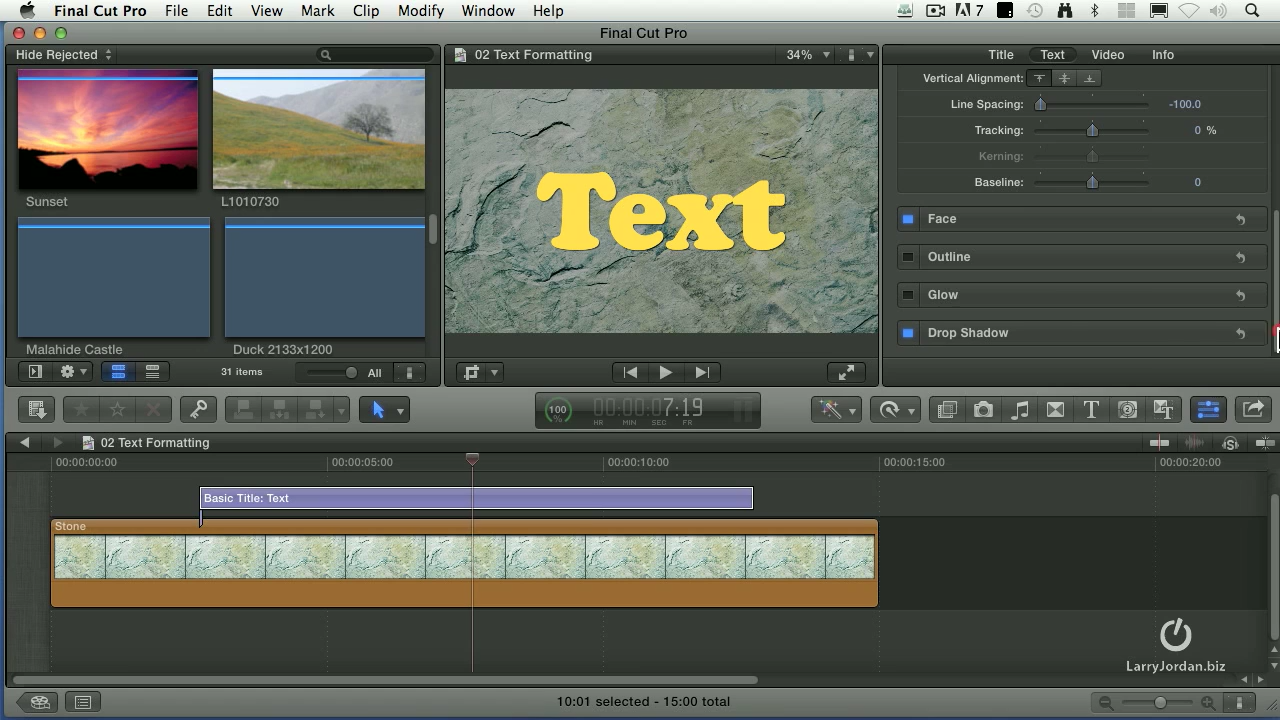 Final Cut Pro File Edit View Mark Clip Modify Window Help
7
Final Cut Pro
Hide Rejected
02 Text Formatting
34%
Title Text Video Info
Sunset
L1010730
Malahide Castle
Duck 2133x1200
31 items
All
Text
Vertical Alignment:
Line Spacing: -100.0
Tracking: 0 %
Kerning:
Baseline: 0
Face
Outline
Glow
Drop Shadow
100
%
00:00:07:19
HR MIN SEC FR
T
2
02 Text Formatting
S
00:00:00:00
00:00:05:00
00:00:10:00
00:00:15:00
00:00:20:00
Basic Title: Text
Stone
LarryJordan.biz
10:01 selected - 15:00 total